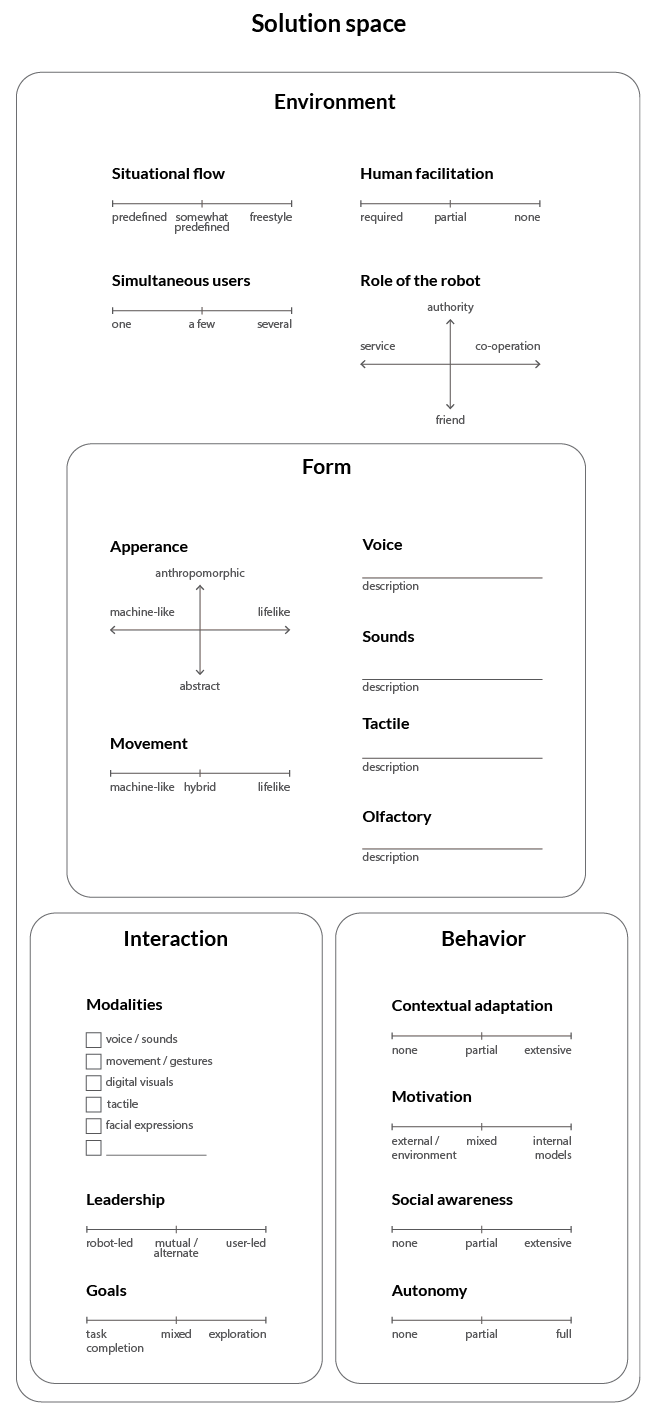 Solution space
Environment
Situational flow
predefined
somewhat
predefined
freestyle
Human facilitation
required
partial
none
Simultaneous users
one
a few
several
Role of the robot
authority
service
co-operation
friend
Form
Apperance
anthropomorphic
machine-like
lifelike
abstract
Movement
machine-like
hybrid
lifelike
Voice
description
Sounds
description
Tactile
description
Olfactory
description
Interaction
Modalities
voice / sounds
movement / gestures
digital visuals
tactile
facial expressions
Leadership
robot-led
mutual /
alternate
user-led
Goals
task
completion
mixed
exploration
Behavior
Contextual adaptation
none
partial
extensive
Motivation
external /
environment
mixed
internal
models
Social awareness
none
partial
extensive
Autonomy
none
partial
full